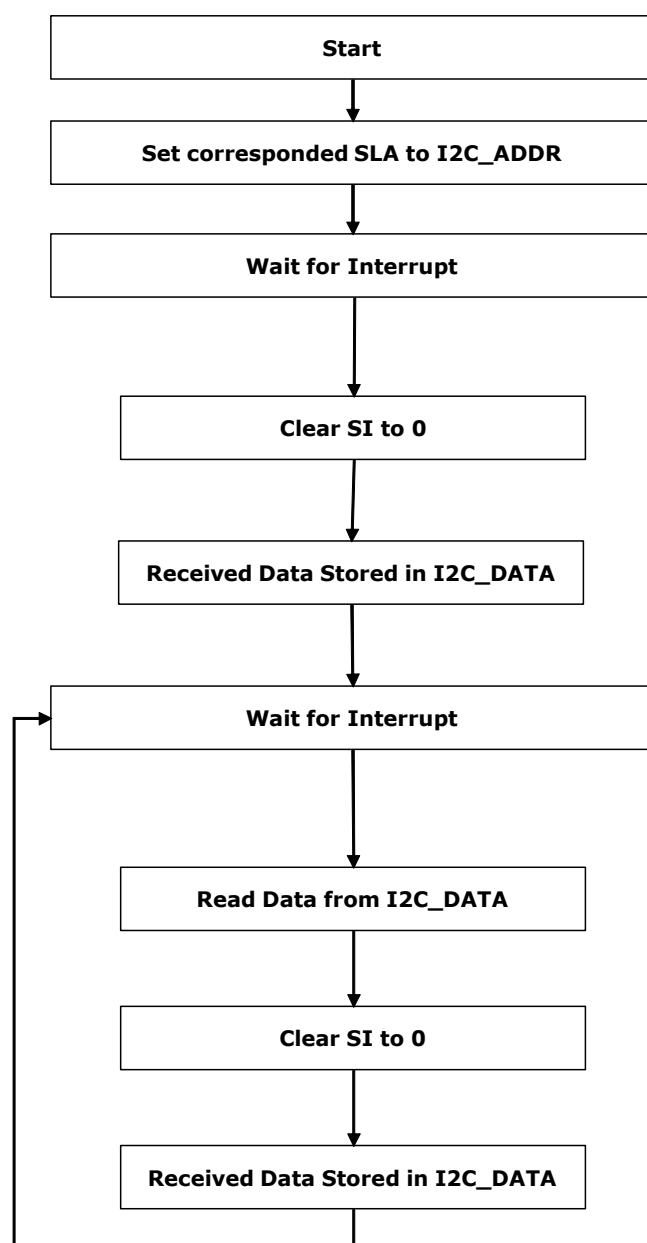 Start
Set corresponded SLA to I2C_ADDR
Wait for Interrupt
Clear SI to 0
Received Data Stored in I2C_DATA
Wait for Interrupt
Read Data from I2C_DATA
Clear SI to 0
Received Data Stored in I2C_DATA